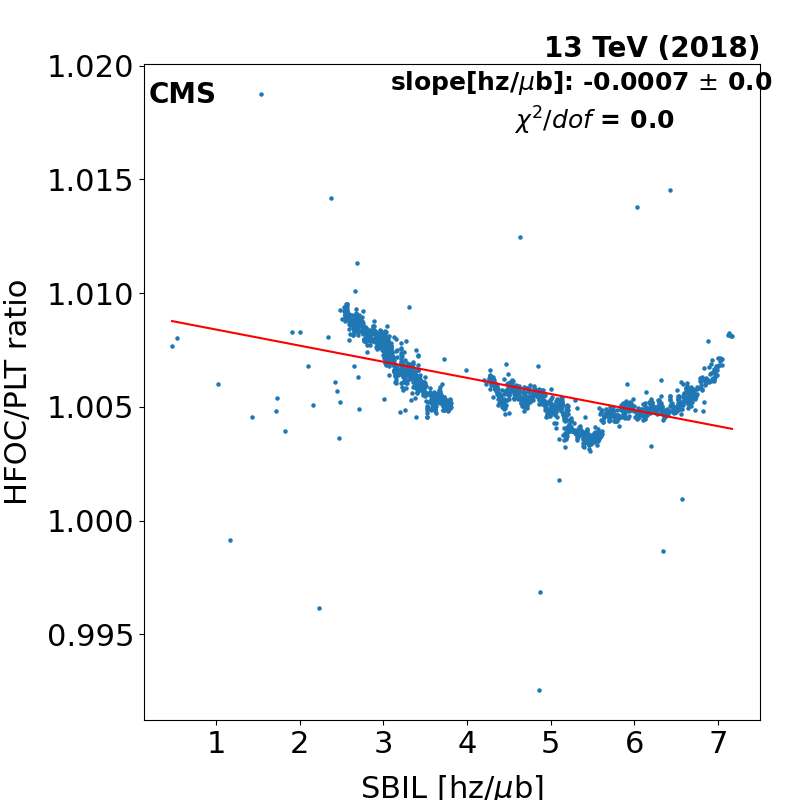 13 TeV (2018)
CMS
slope[hz/μb]: -0.0007 ± 0.0
χ²/dof = 0.0
1.020
1.015
1.010
1.005
1.000
0.995
HFOC/PLT ratio
1 2 3 4 5 6 7
SBIL [hz/μb]